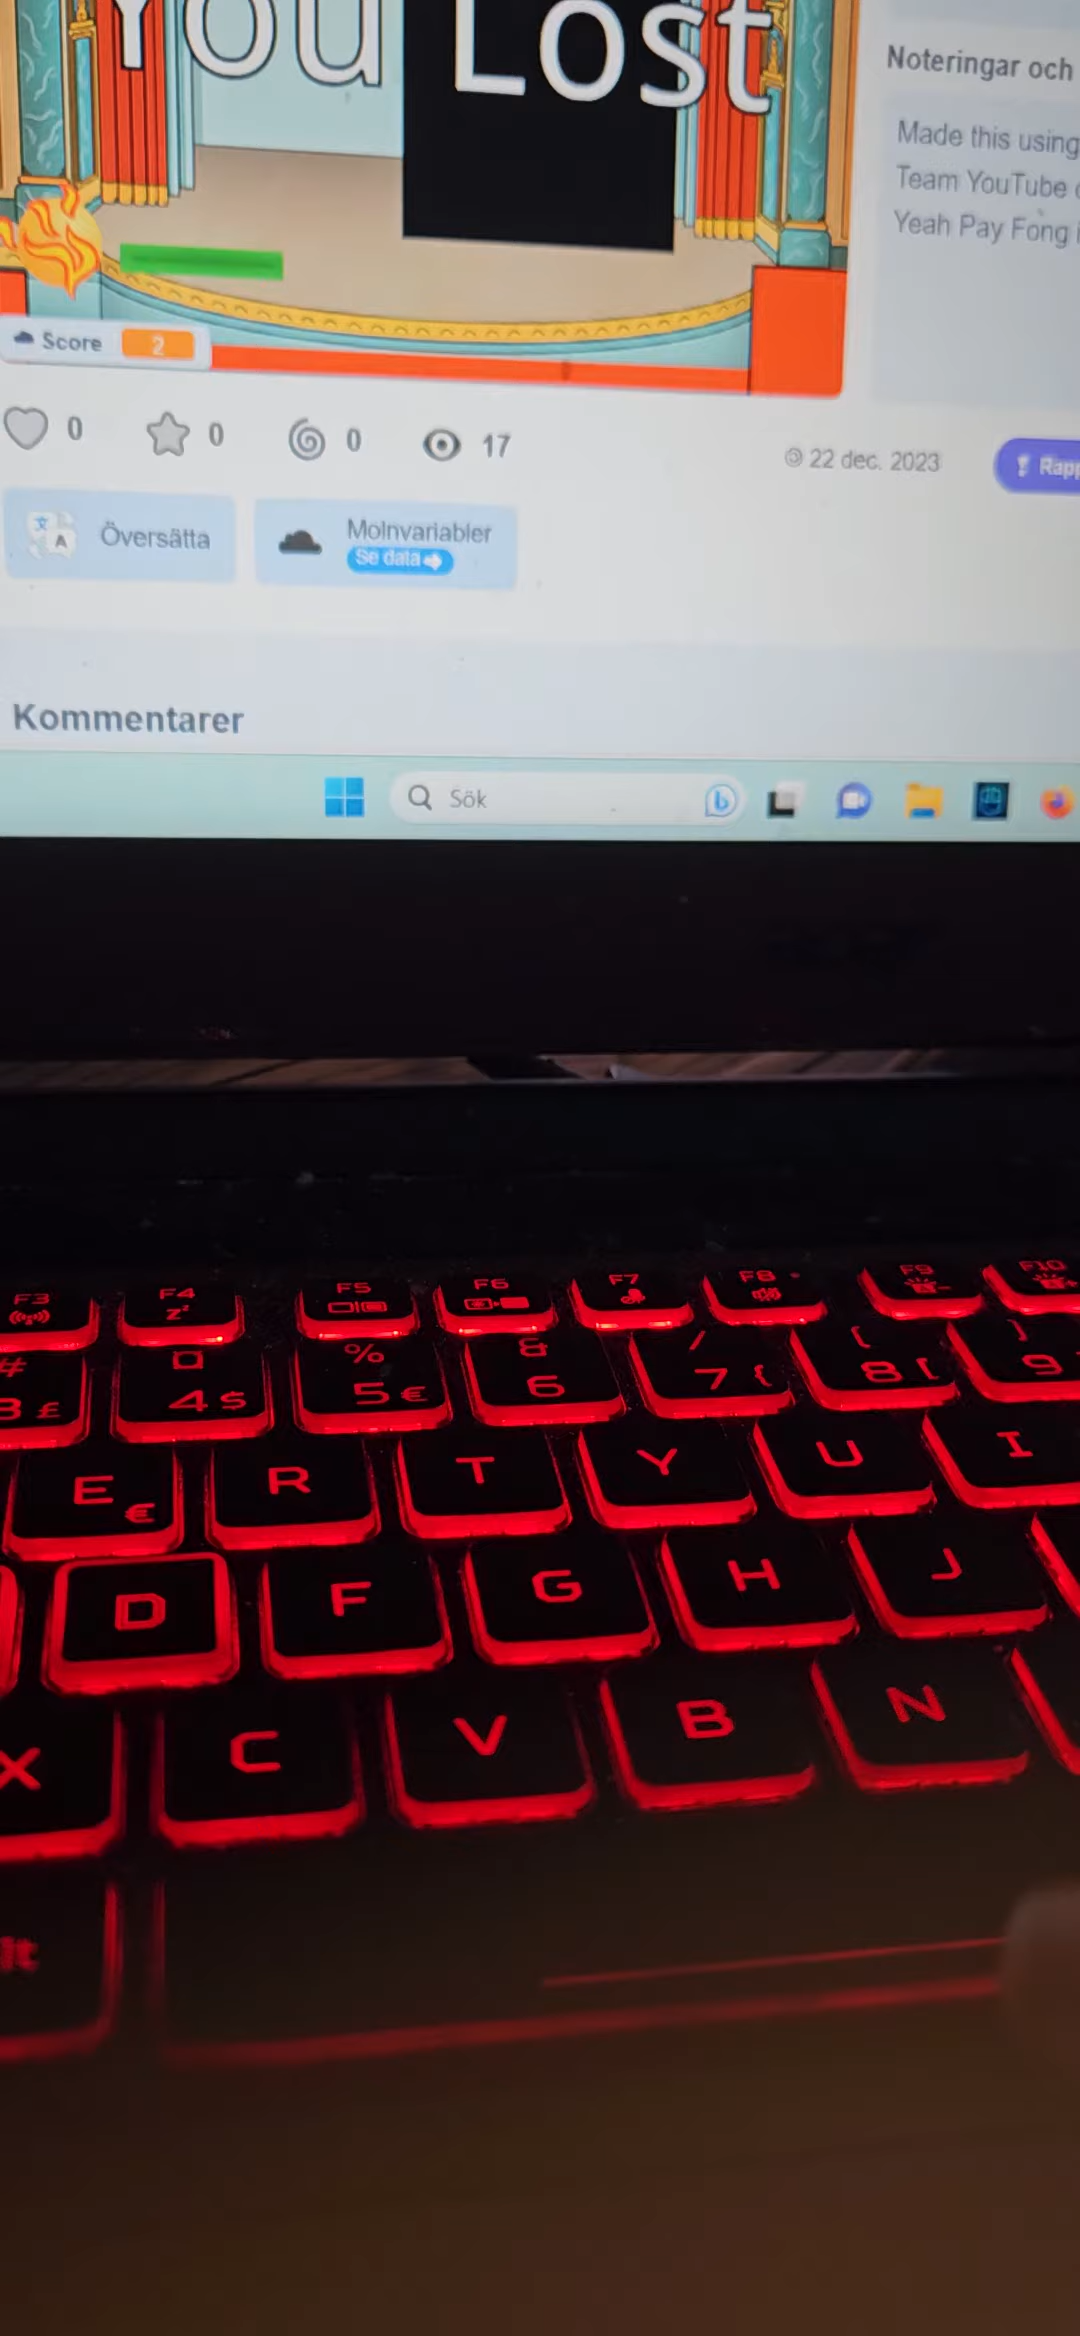 You Lost
Noteringar och
Made this using
Team YouTube
Yeah Pay Fong
Score 2
0 0 0 17
22 dec. 2023
Rapp
Översätta
Molnvariabler
Se data
Kommentarer
Sök
F3 F4 F5 F6 F7 F8 F9 F10
# % & / ( )
3 £ 4 $ 5 € 6 7 { 8 [ 9
E € R T Y U I
D F G H J
X C V B N
lt